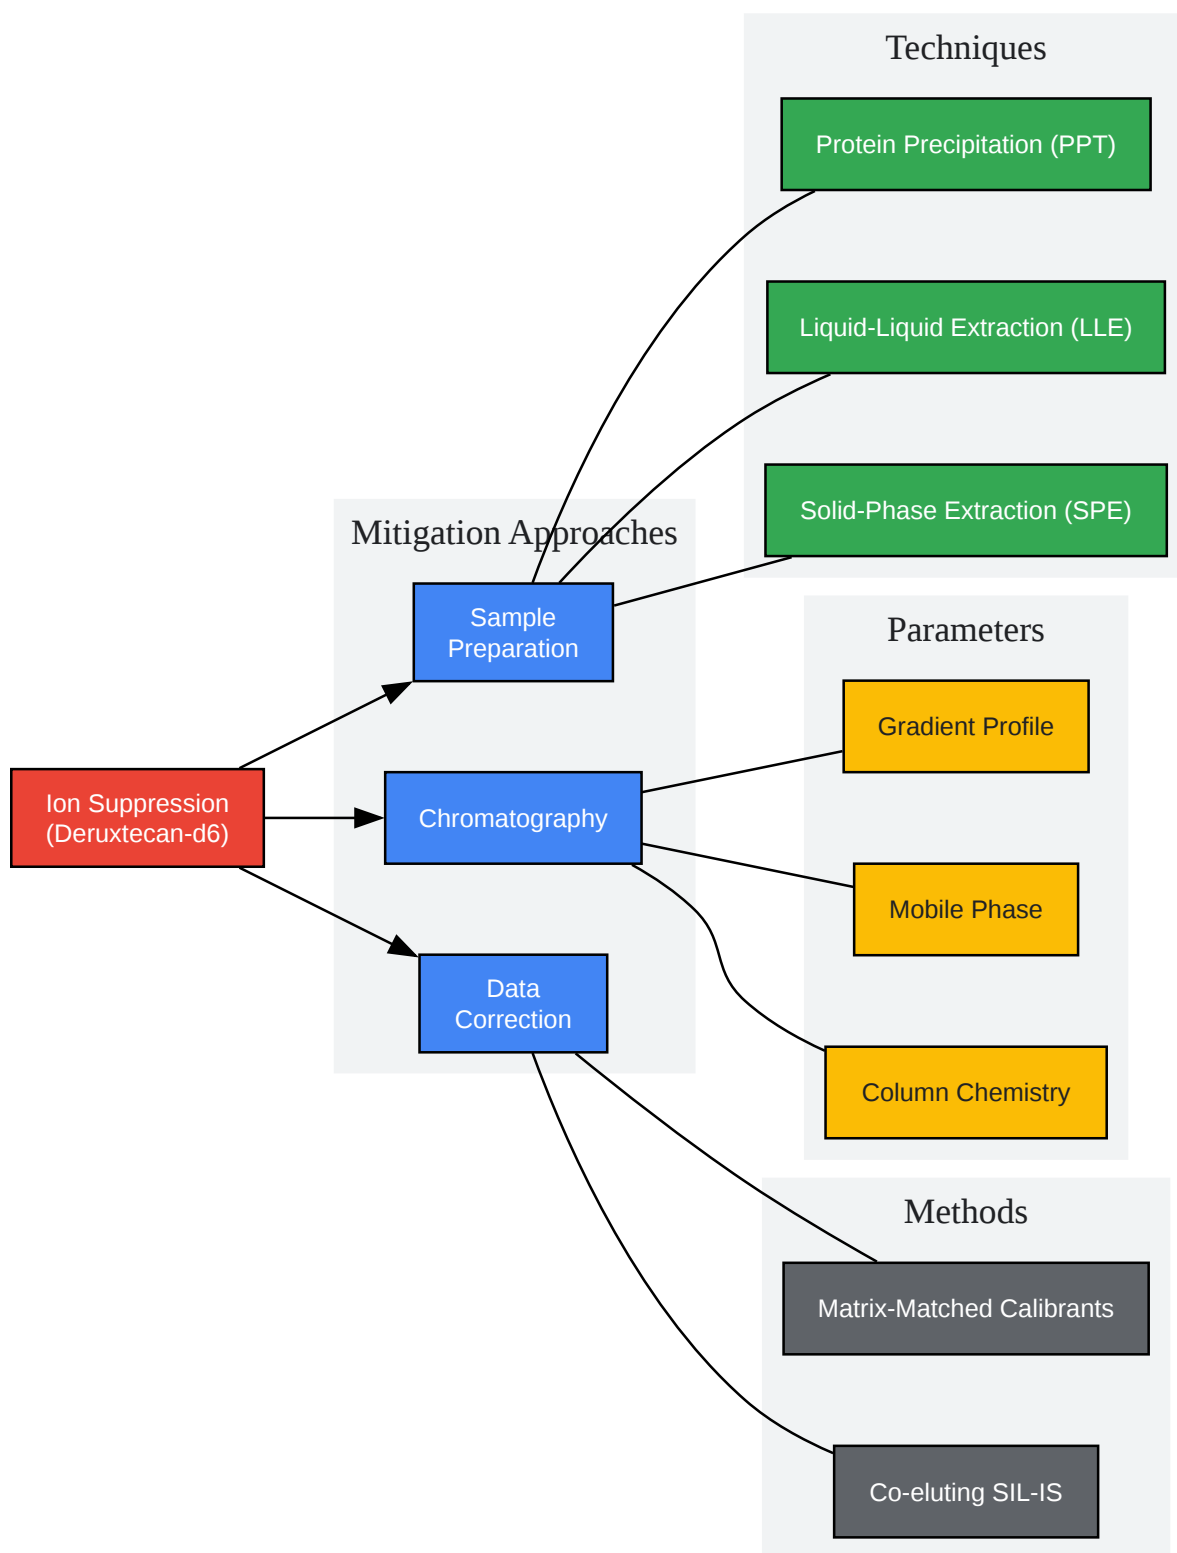 Techniques
Protein Precipitation (PPT)
Liquid-Liquid Extraction (LLE)
Solid-Phase Extraction (SPE)
Mitigation Approaches
Sample
Preparation
Chromatography
Data
Correction
Ion Suppression
(Deruxtecan-d6)
Parameters
Gradient Profile
Mobile Phase
Column Chemistry
Methods
Matrix-Matched Calibrants
Co-eluting SIL-IS